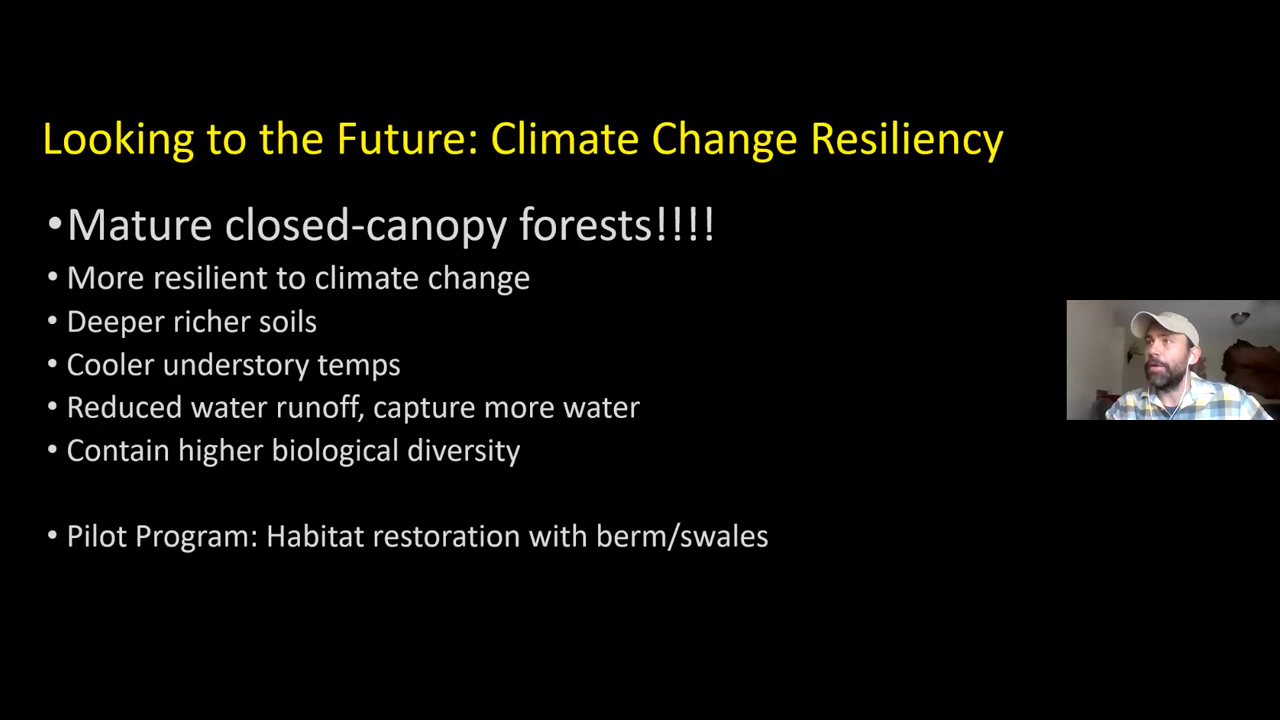 Looking to the Future: Climate Change Resiliency
•Mature closed-canopy forests!!!!
• More resilient to climate change
• Deeper richer soils
• Cooler understory temps
• Reduced water runoff, capture more water
• Contain higher biological diversity
• Pilot Program: Habitat restoration with berm/swales